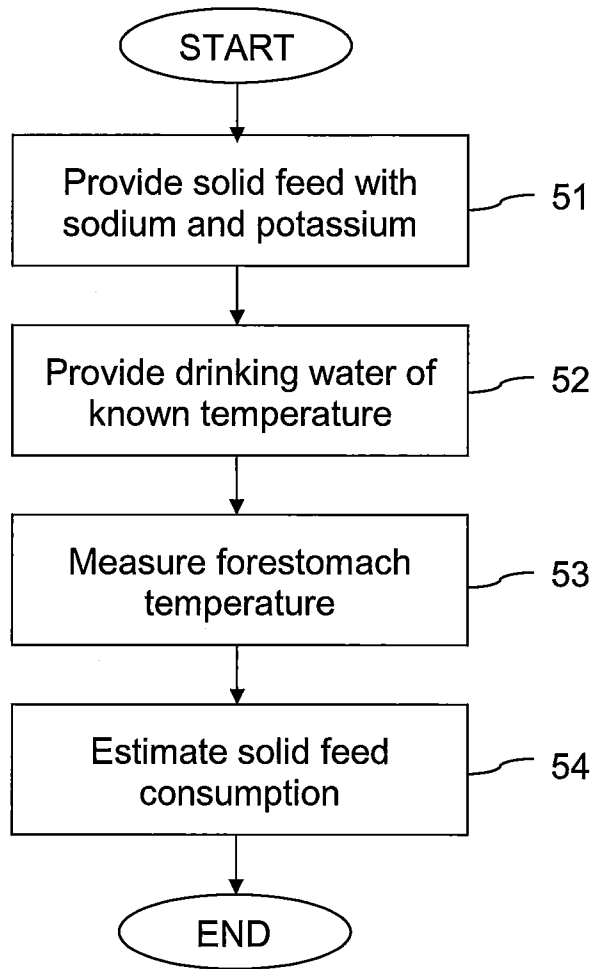 START
Provide solid feed with
sodium and potassium
51
Provide drinking water of
known temperature
52
Measure forestomach
temperature
53
Estimate solid feed
consumption
54
END